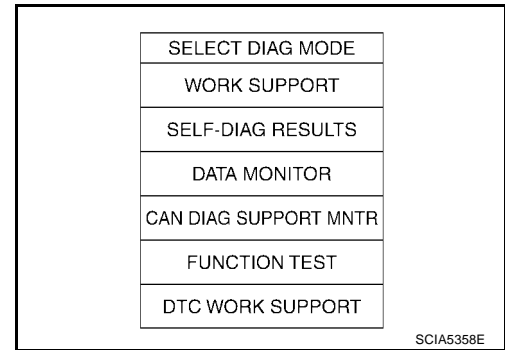 SELECT DIAG MODE
WORK SUPPORT
SELF-DIAG RESULTS
DATA MONITOR
CAN DIAG SUPPORT MNTR
FUNCTION TEST
DTC WORK SUPPORT
SCIA5358E